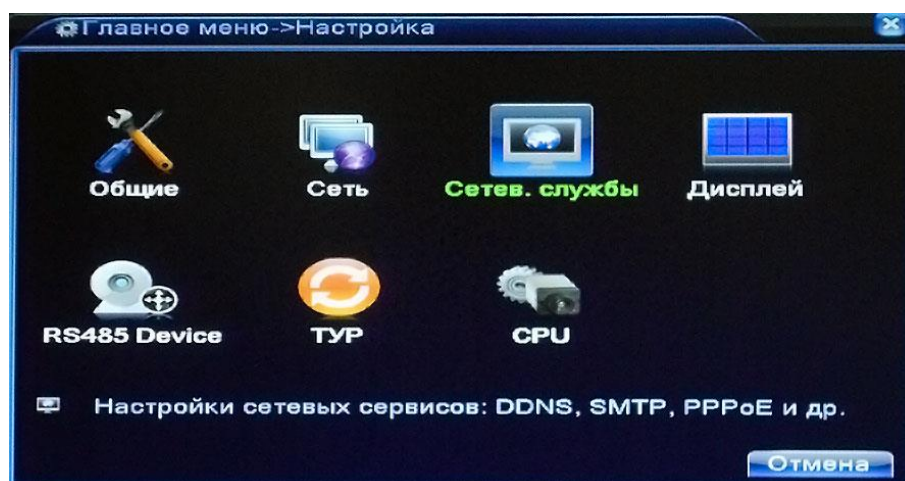 Главное меню->Настройка
Общие
Сеть
Сетев. службы
Дисплей
RS485 Device
ТУР
CPU
Настройки сетевых сервисов: DDNS, SMTP, PPPoE и др.
Отмена